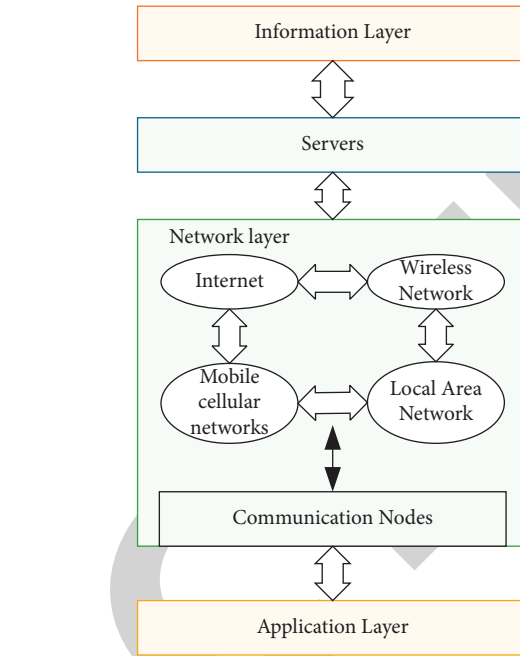 Information Layer
Servers
Network layer
Internet
Wireless
Network
Mobile
cellular
networks
Local Area
Network
Communication Nodes
Application Layer